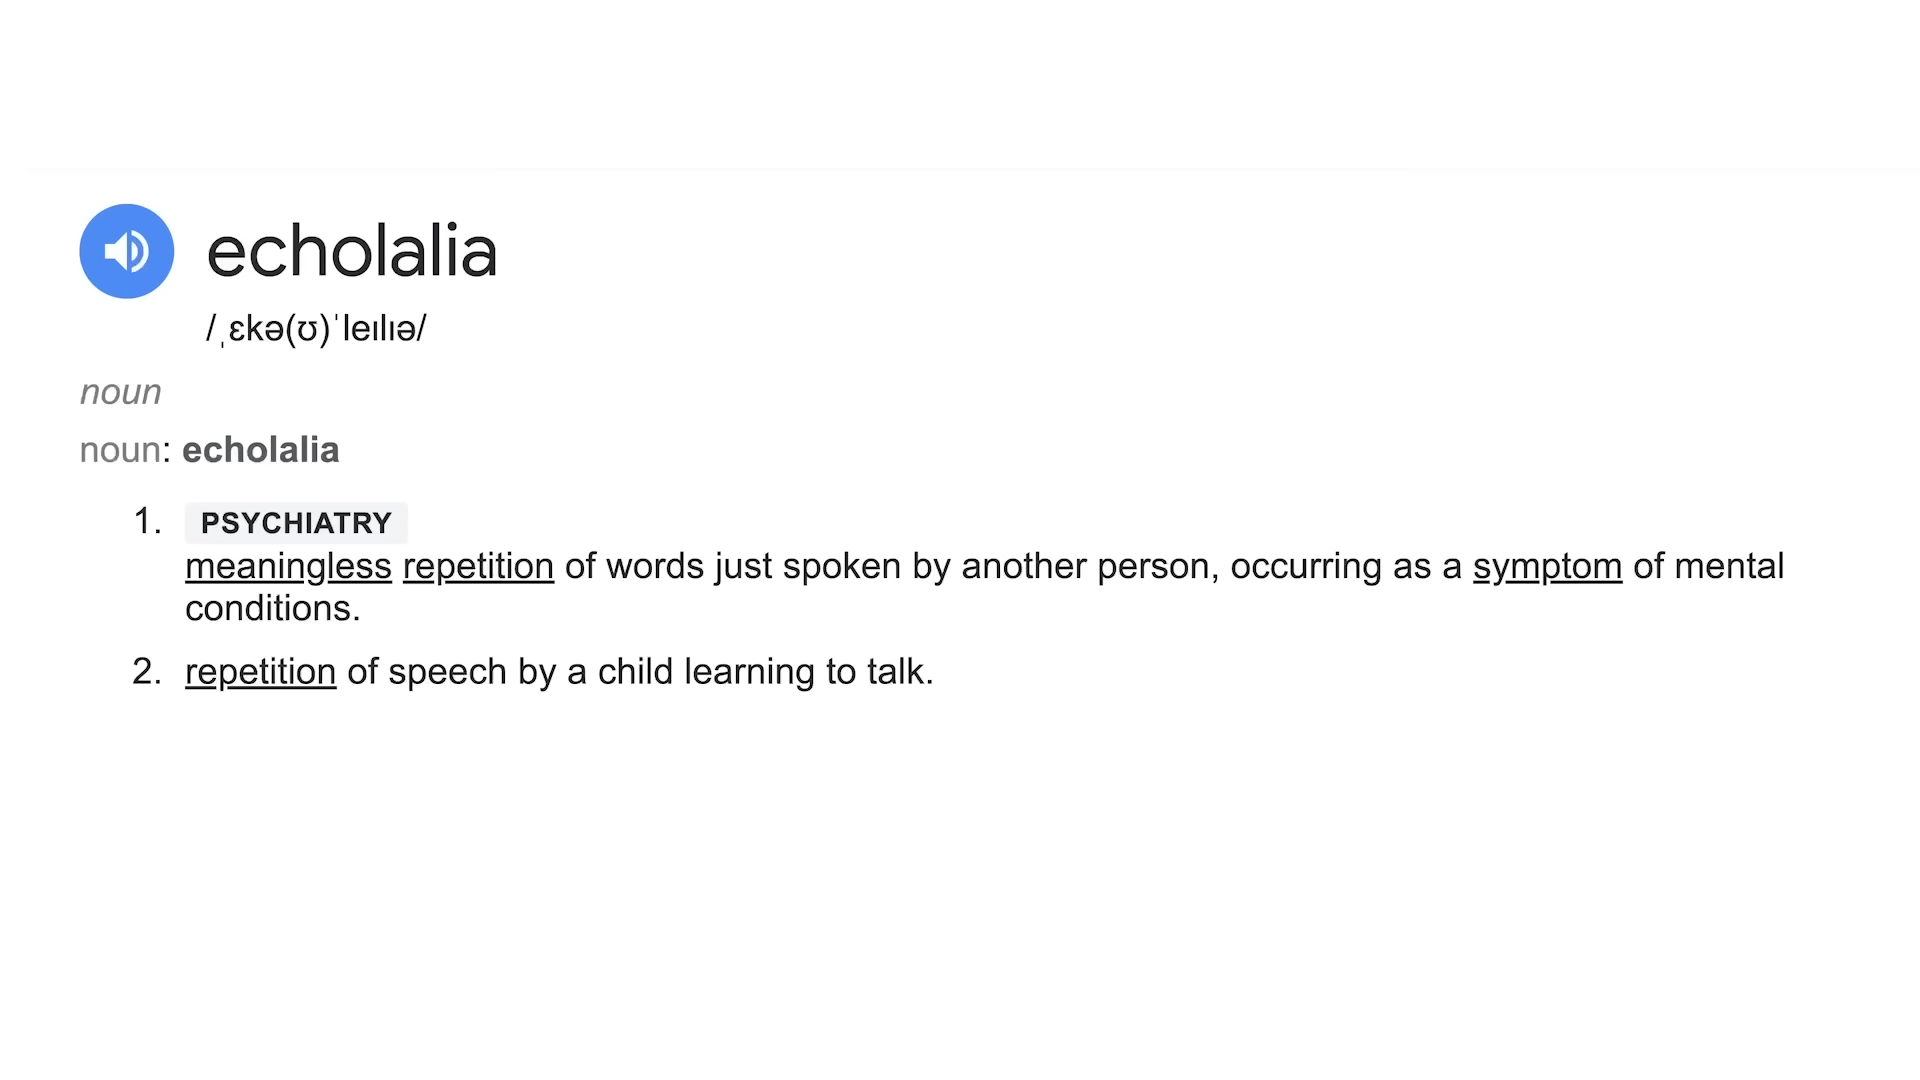 echolalia
/ˌɛkə(ʊ)ˈleɪlɪə/
noun
noun: echolalia
1. PSYCHIATRY
meaningless repetition of words just spoken by another person, occurring as a symptom of mental
conditions.
2. repetition of speech by a child learning to talk.